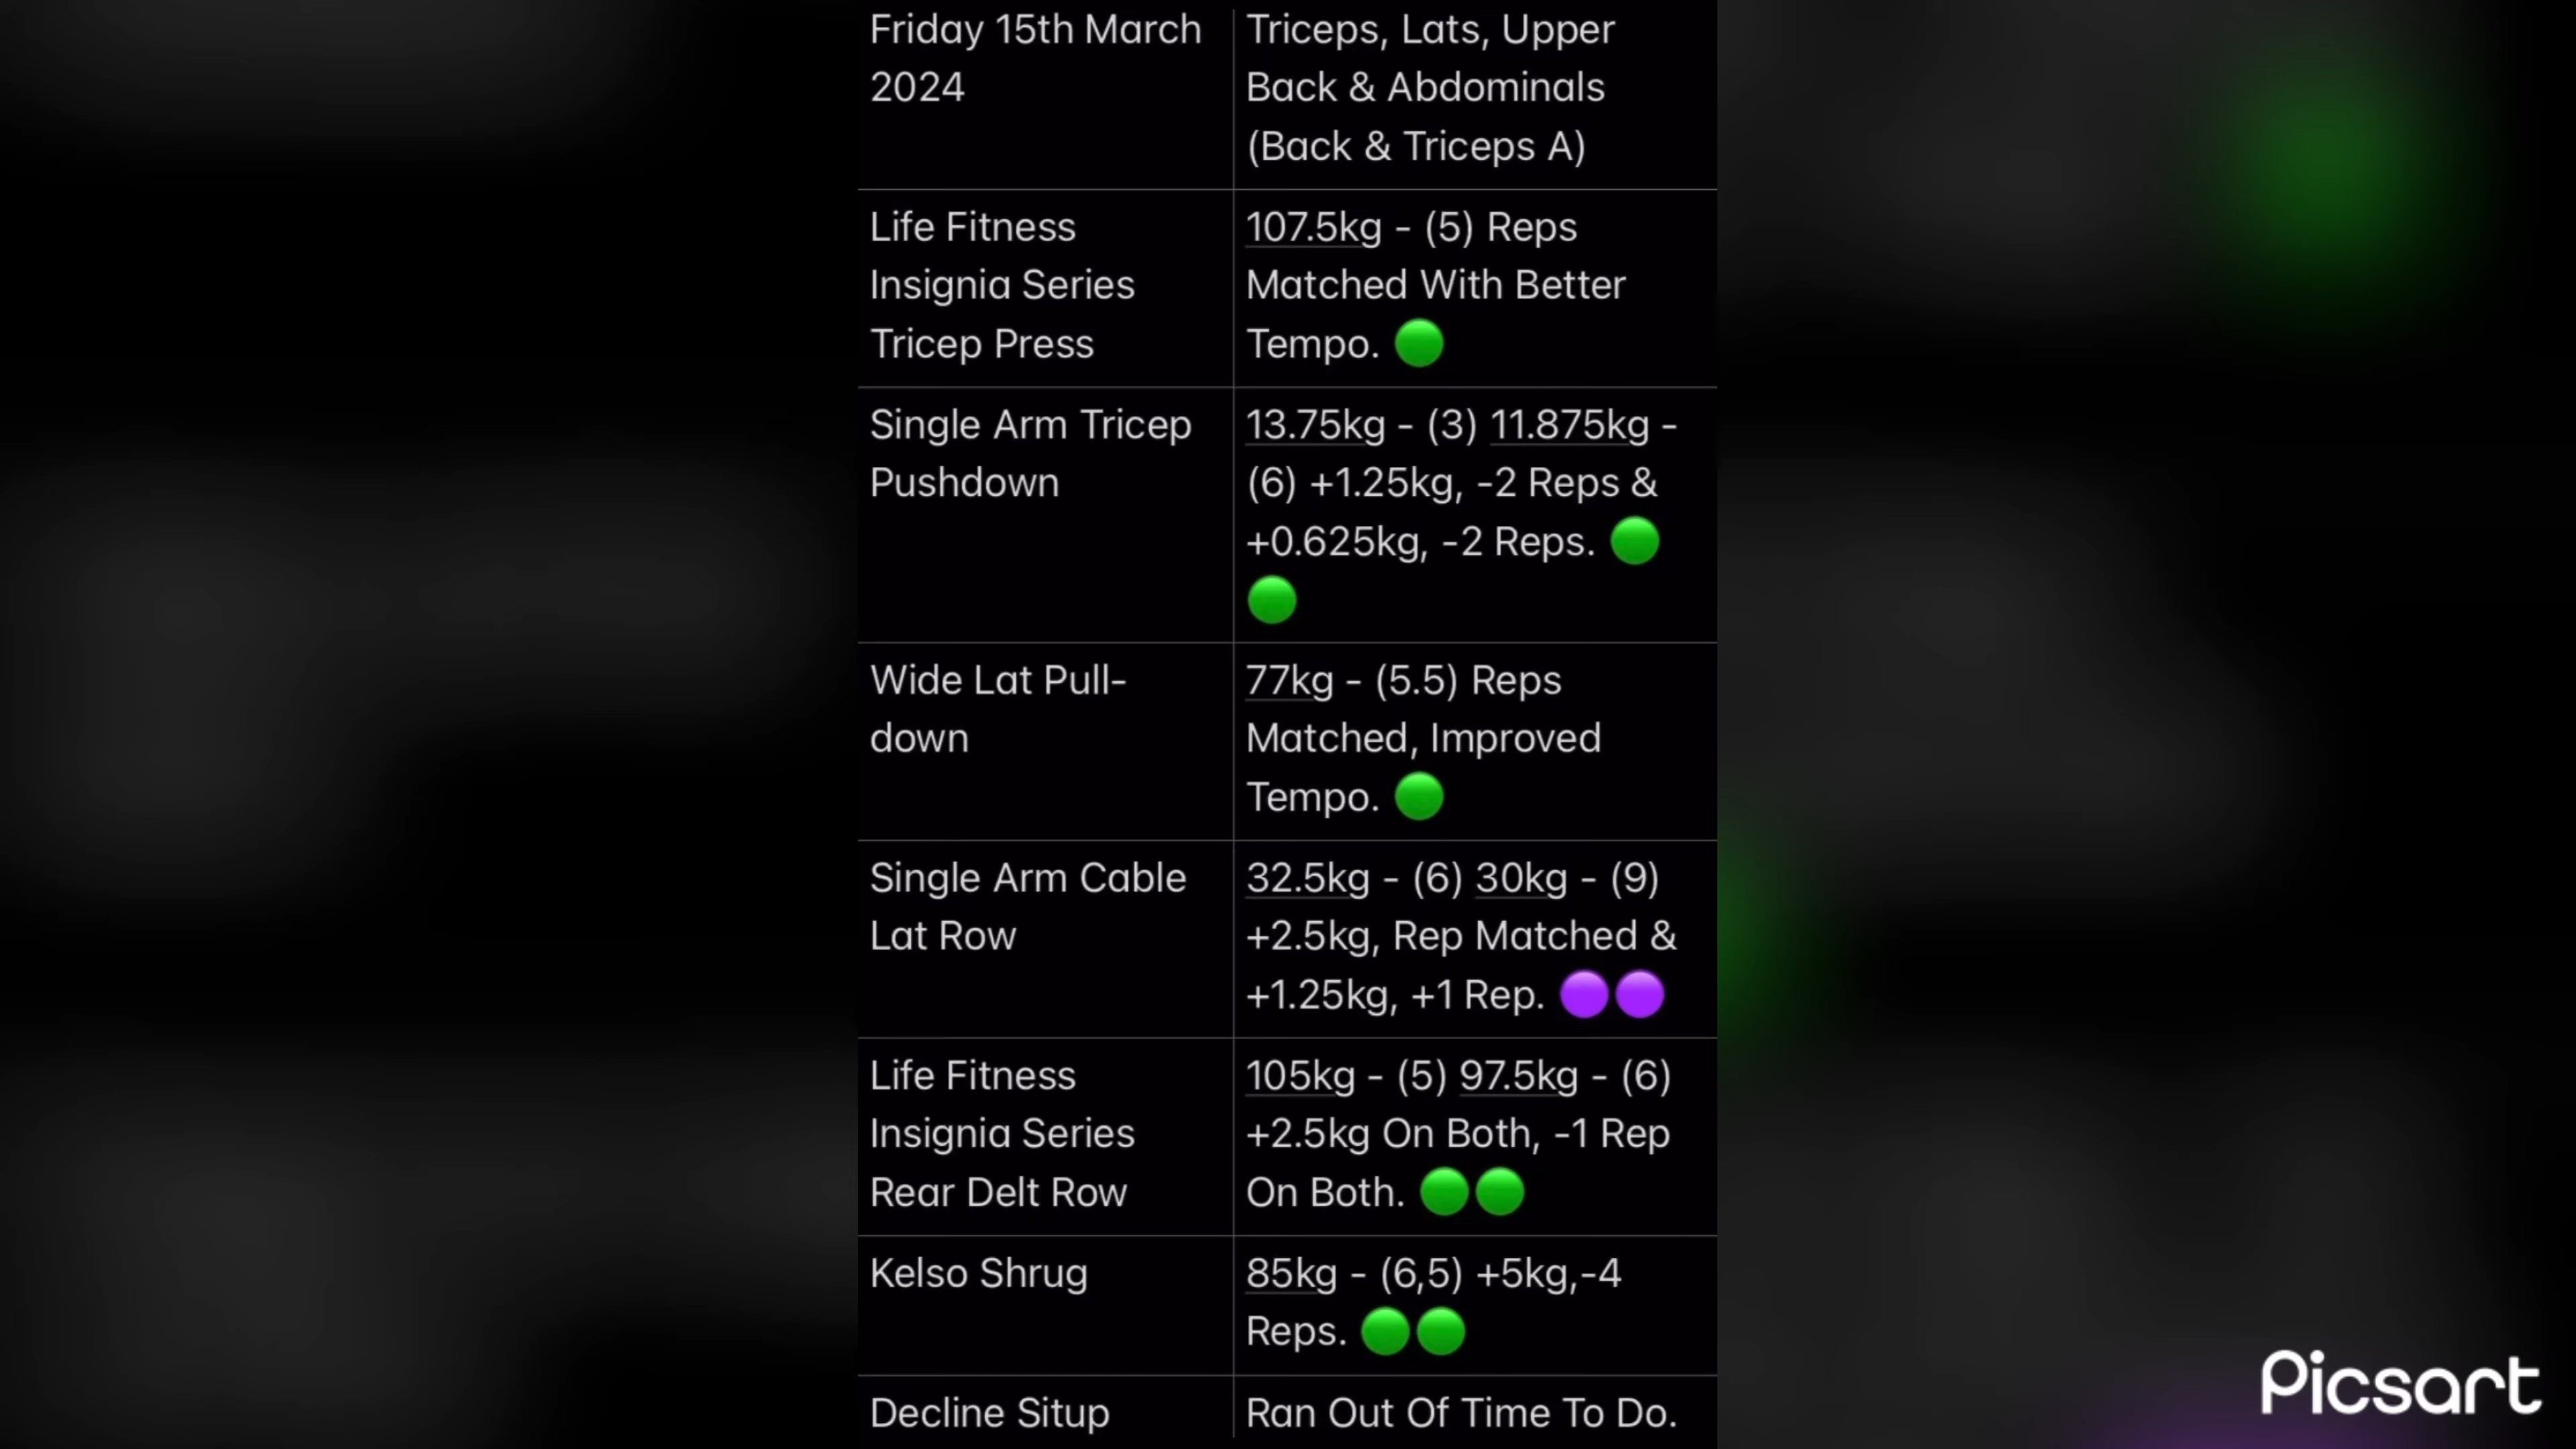 Friday 15th March
2024
Triceps, Lats, Upper
Back & Abdominals
(Back & Triceps A)
Life Fitness
Insignia Series
Tricep Press
107.5kg - (5) Reps
Matched With Better
Tempo. 🟢
Single Arm Tricep
Pushdown
13.75kg - (3) 11.875kg -
(6) +1.25kg, -2 Reps &
+0.625kg, -2 Reps. 🟢
🟢
Wide Lat Pull-
down
77kg - (5.5) Reps
Matched, Improved
Tempo. 🟢
Single Arm Cable
Lat Row
32.5kg - (6) 30kg - (9)
+2.5kg, Rep Matched &
+1.25kg, +1 Rep. 🟣🟣
Life Fitness
Insignia Series
Rear Delt Row
105kg - (5) 97.5kg - (6)
+2.5kg On Both, -1 Rep
On Both. 🟢🟢
Kelso Shrug
85kg - (6,5) +5kg,-4
Reps. 🟢🟢
Decline Situp
Ran Out Of Time To Do.
Picsart